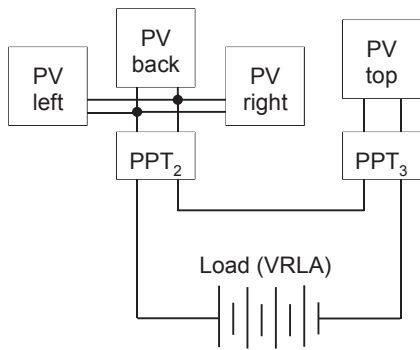 PV
left
PV
back
PV
right
PV
top
PPT₂
PPT₃
Load (VRLA)